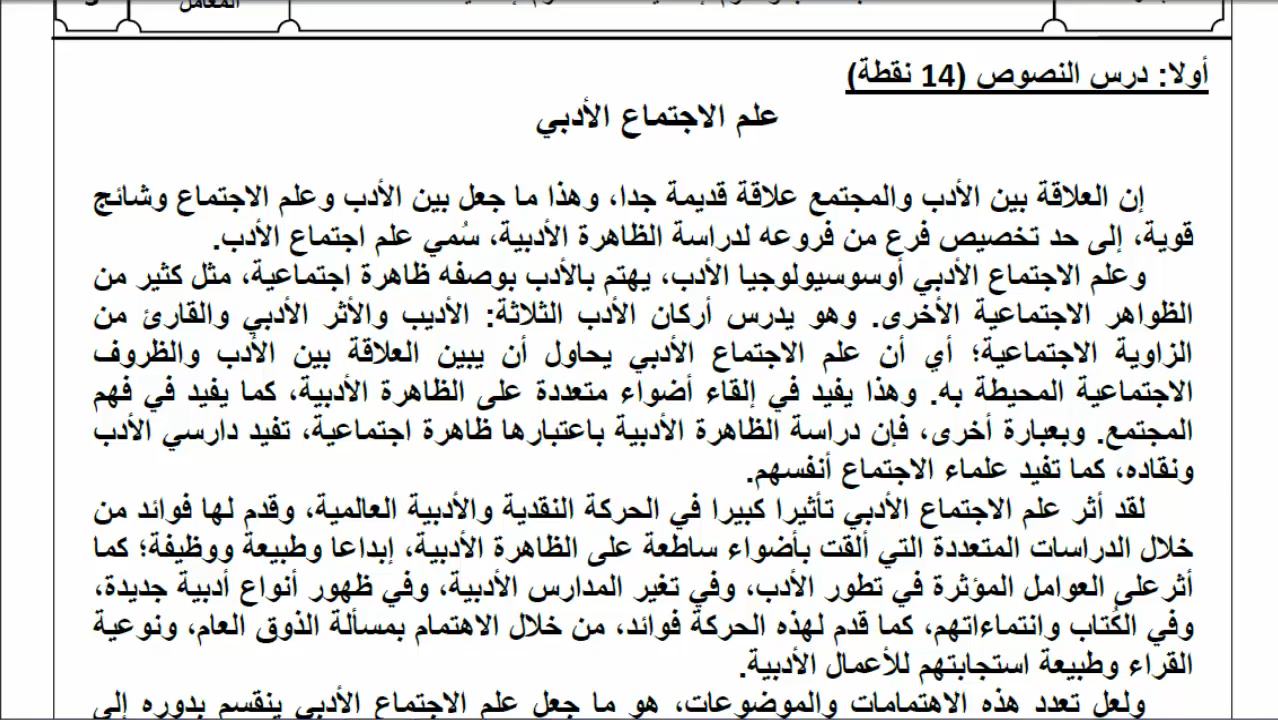 المعامل
أولا: درس النصوص (14 نقطة)
علم الاجتماع الأدبي
إن العلاقة بين الأدب والمجتمع علاقة قديمة جدا، وهذا ما جعل بين الأدب وعلم الاجتماع وشائج
قوية، إلى حد تخصيص فرع من فروعه لدراسة الظاهرة الأدبية، سُمي علم اجتماع الأدب.
وعلم الاجتماع الأدبي أوسوسيولوجيا الأدب، يهتم بالأدب بوصفه ظاهرة اجتماعية، مثل كثير من
الظواهر الاجتماعية الأخرى. وهو يدرس أركان الأدب الثلاثة: الأديب والأثر الأدبي والقارئ من
الزاوية الاجتماعية؛ أي أن علم الاجتماع الأدبي يحاول أن يبين العلاقة بين الأدب والظروف
الاجتماعية المحيطة به. وهذا يفيد في إلقاء أضواء متعددة على الظاهرة الأدبية، كما يفيد في فهم
المجتمع. وبعبارة أخرى، فإن دراسة الظاهرة الأدبية باعتبارها ظاهرة اجتماعية، تفيد دارسي الأدب
ونقاده، كما تفيد علماء الاجتماع أنفسهم.
لقد أثر علم الاجتماع الأدبي تأثيرا كبيرا في الحركة النقدية والأدبية العالمية، وقدم لها فوائد من
خلال الدراسات المتعددة التي ألقت بأضواء ساطعة على الظاهرة الأدبية، إبداعا وطبيعة ووظيفة؛ كما
أثرعلى العوامل المؤثرة في تطور الأدب، وفي تغير المدارس الأدبية، وفي ظهور أنواع أدبية جديدة،
وفي الكُتاب وانتماءاتهم، كما قدم لهذه الحركة فوائد، من خلال الاهتمام بمسألة الذوق العام، ونوعية
القراء وطبيعة استجابتهم للأعمال الأدبية.
ولعل تعدد هذه الاهتمامات والموضوعات، هو ما جعل علم الاجتماع الأدبي ينقسم بدوره إلى